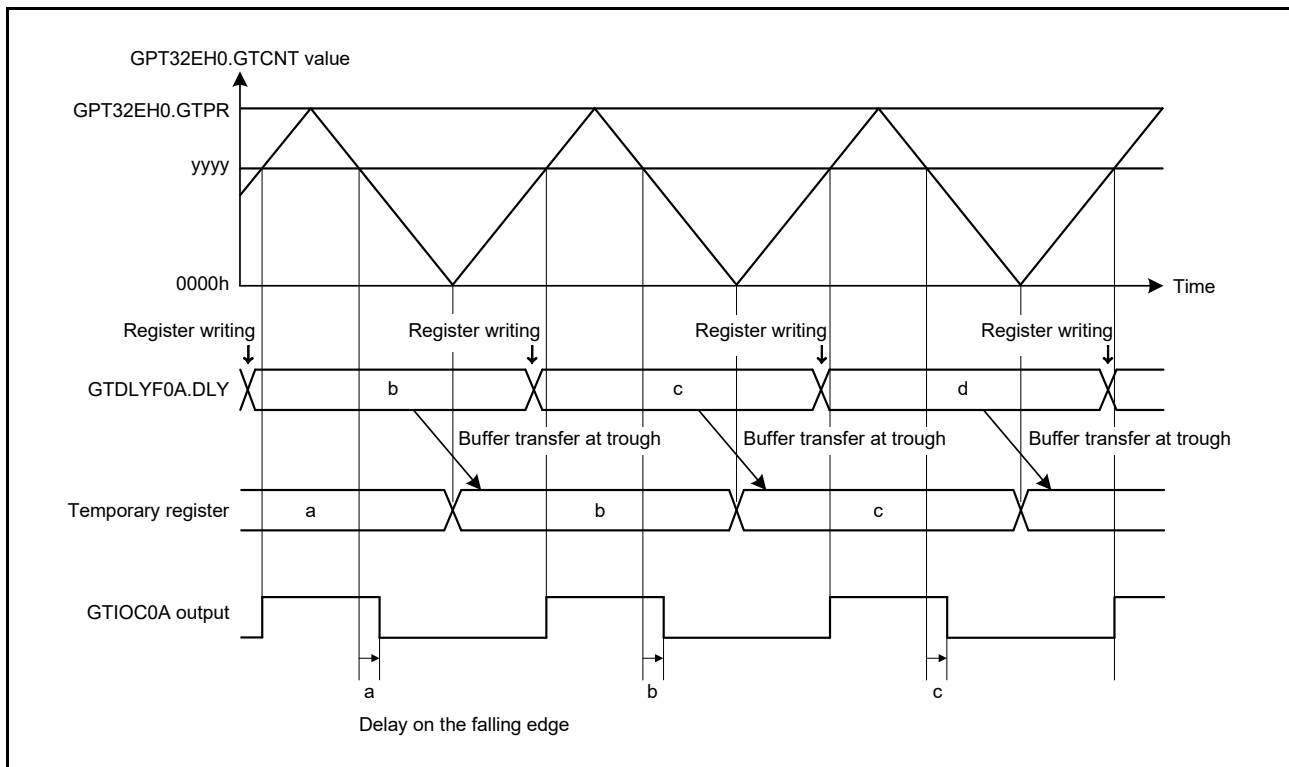 GPT32EH0.GTCNT value
GPT32EH0.GTPR
yyyy
0000h
Time
Register writing Register writing Register writing Register writing
GTDLYF0A.DLY b c d
Buffer transfer at trough Buffer transfer at trough Buffer transfer at trough
Temporary register a b c
GTIOC0A output
a b c
Delay on the falling edge